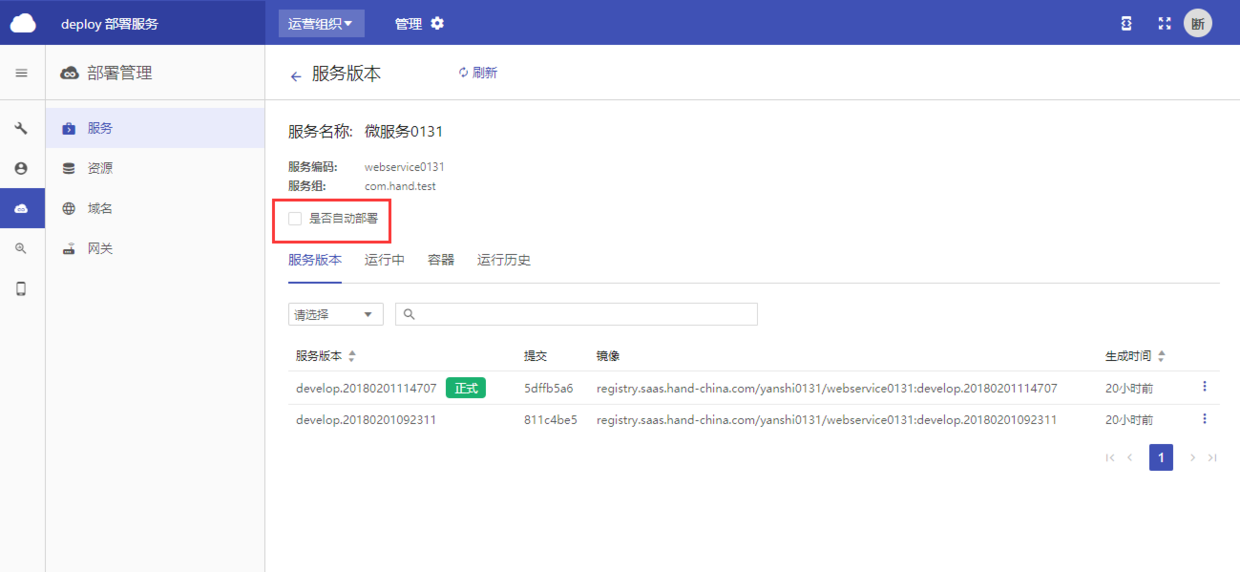 deploy 部署服务 运营组织 管理 断
部署管理 服务版本 刷新
服务
资源
域名
网关
服务名称: 微服务0131
服务编码: webservice0131
服务组: com.hand.test
是否自动部署
服务版本 运行中 容器 运行历史
请选择
服务版本 提交 镜像 生成时间
develop.20180201114707 正式 5dffb5a6 registry.saas.hand-china.com/yanshi0131/webservice0131:develop.20180201114707 20小时前
develop.20180201092311 811c4be5 registry.saas.hand-china.com/yanshi0131/webservice0131:develop.20180201092311 20小时前
1